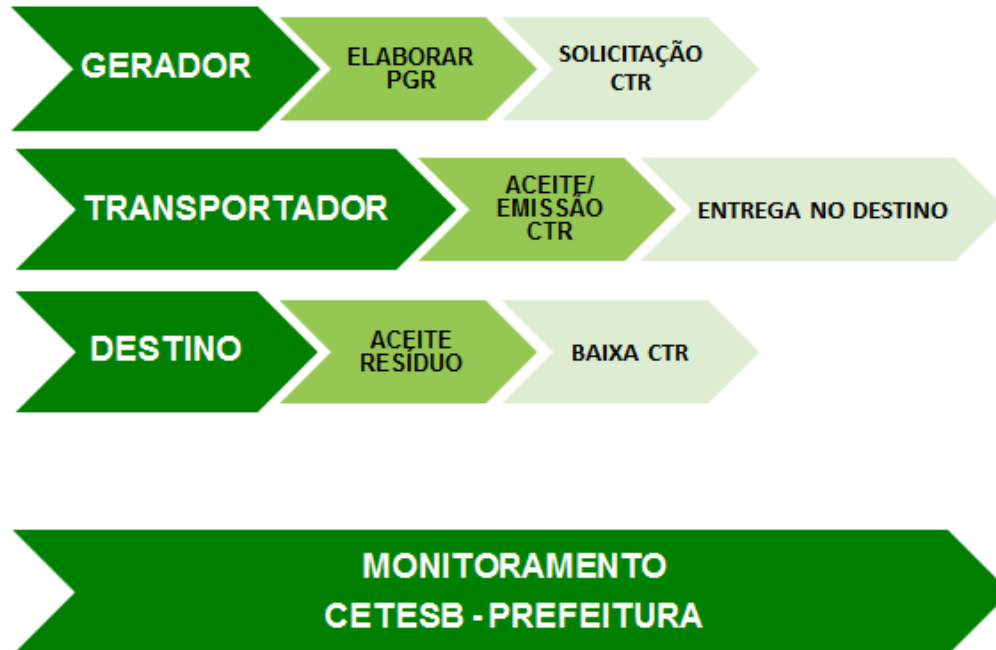 GERADOR
ELABORAR
PGR
SOLICITAÇÃO
CTR
TRANSPORTADOR
ACEITE/
EMISSÃO
CTR
ENTREGA NO DESTINO
DESTINO
ACEITE
RESÍDUO
BAIXA CTR
MONITORAMENTO
CETESB - PREFEITURA